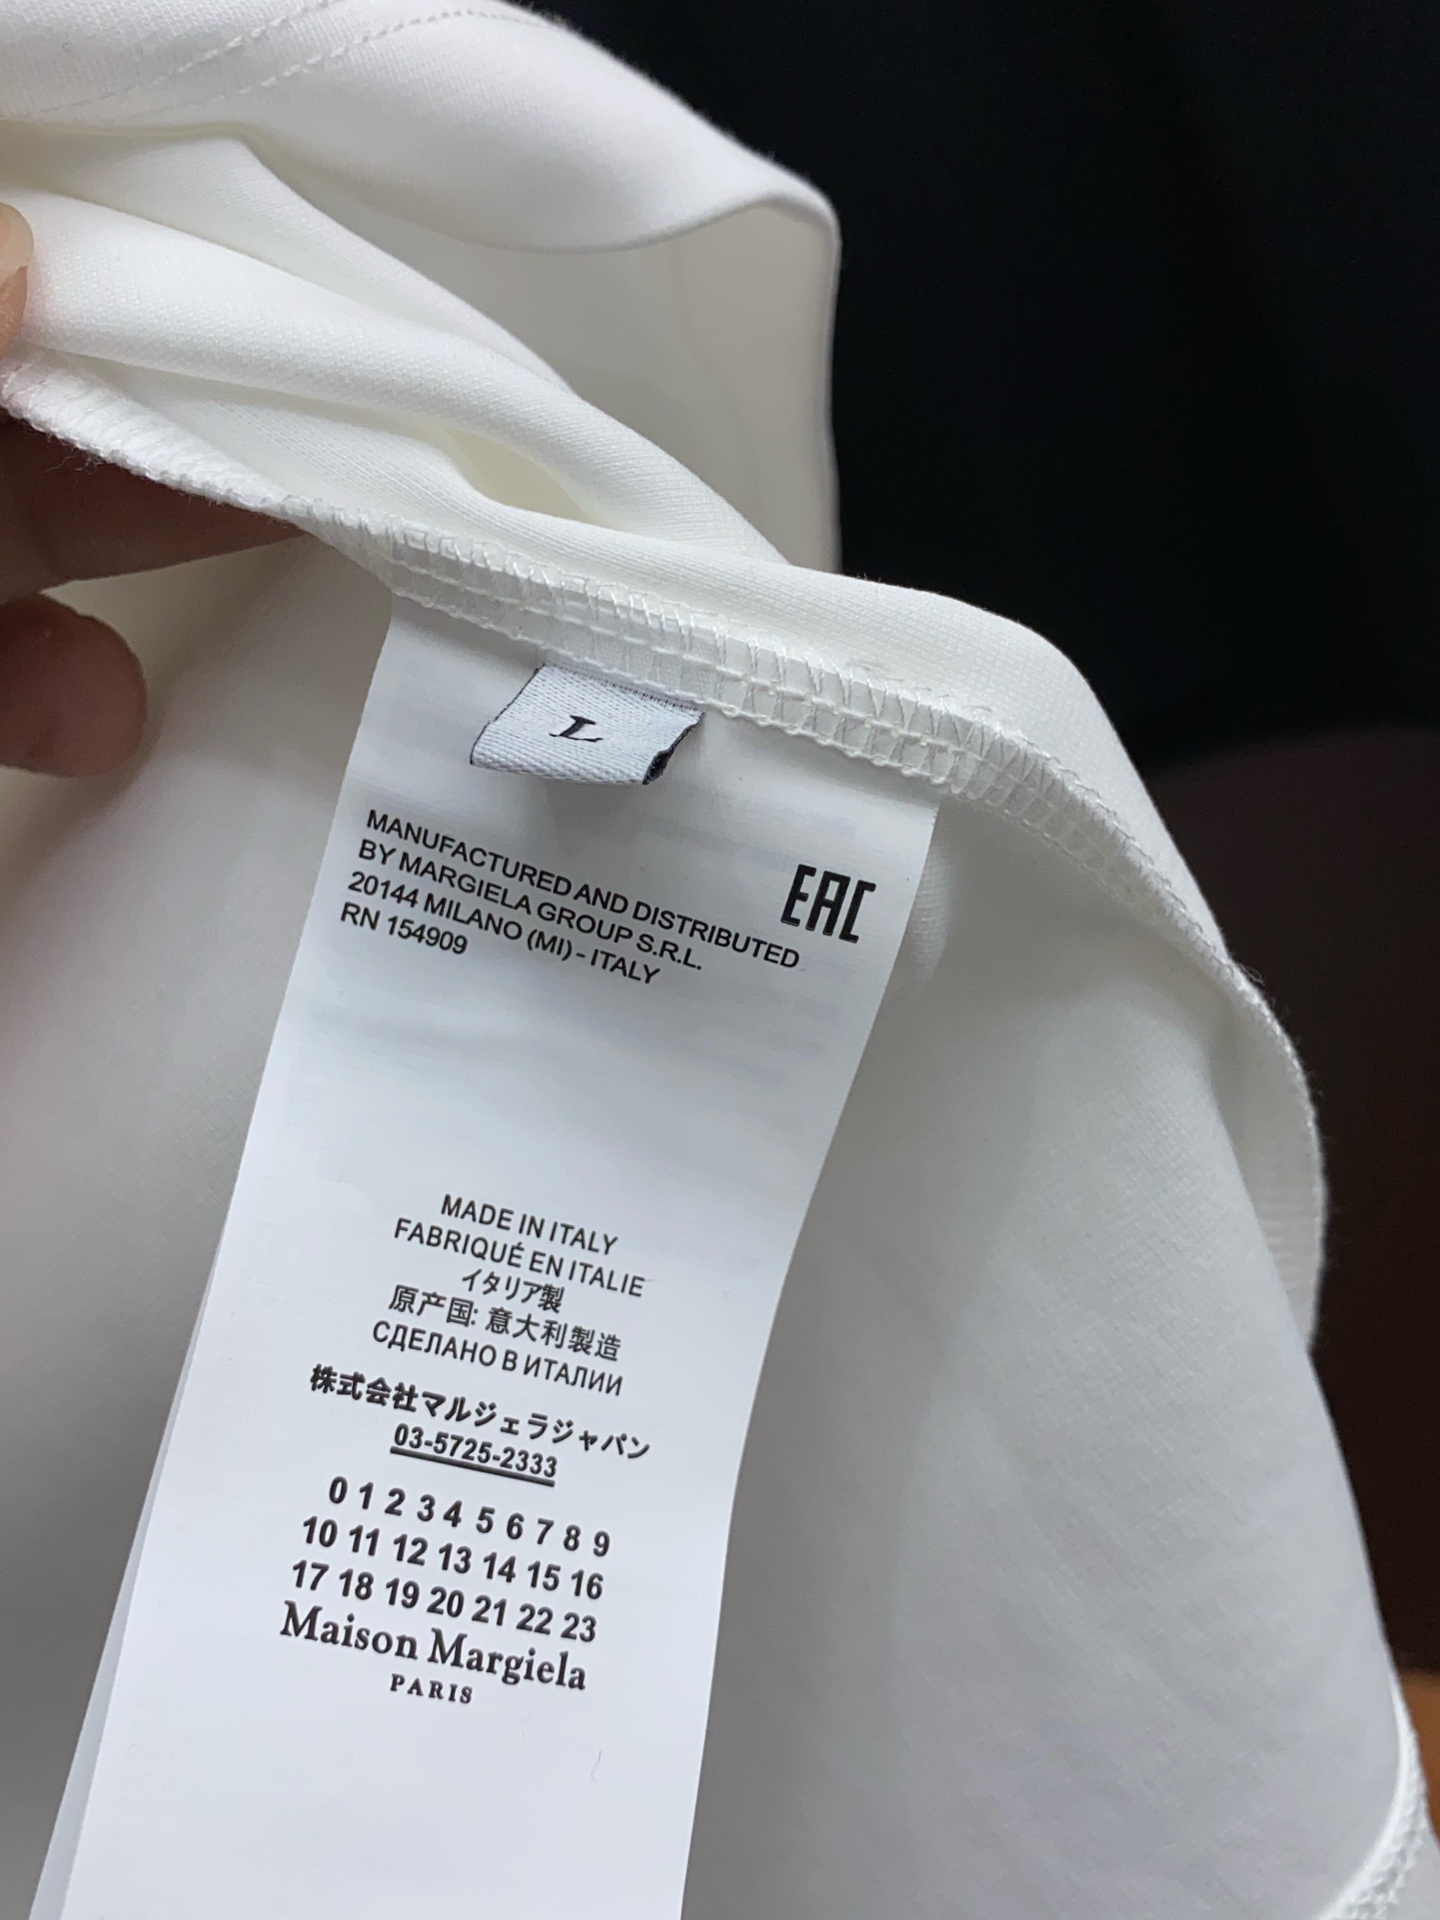 L
MANUFACTURED AND DISTRIBUTED
BY MARGIELA GROUP S.R.L.
20144 MILANO (MI) - ITALY
RN 154909
EAC
MADE IN ITALY
FABRIQUÉ EN ITALIE
イタリア製
原产国: 意大利製造
СДЕЛАНО В ИТАЛИИ
株式会社マルジェラジャパン
03-5725-2333
0 1 2 3 4 5 6 7 8 9
10 11 12 13 14 15 16
17 18 19 20 21 22 23
Maison Margiela
PARIS